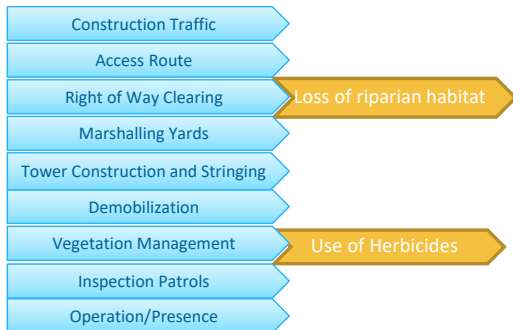 Construction Traffic
Access Route
Right of Way Clearing
Loss of riparian habitat
Marshalling Yards
Tower Construction and Stringing
Demobilization
Vegetation Management
Use of Herbicides
Inspection Patrols
Operation/Presence